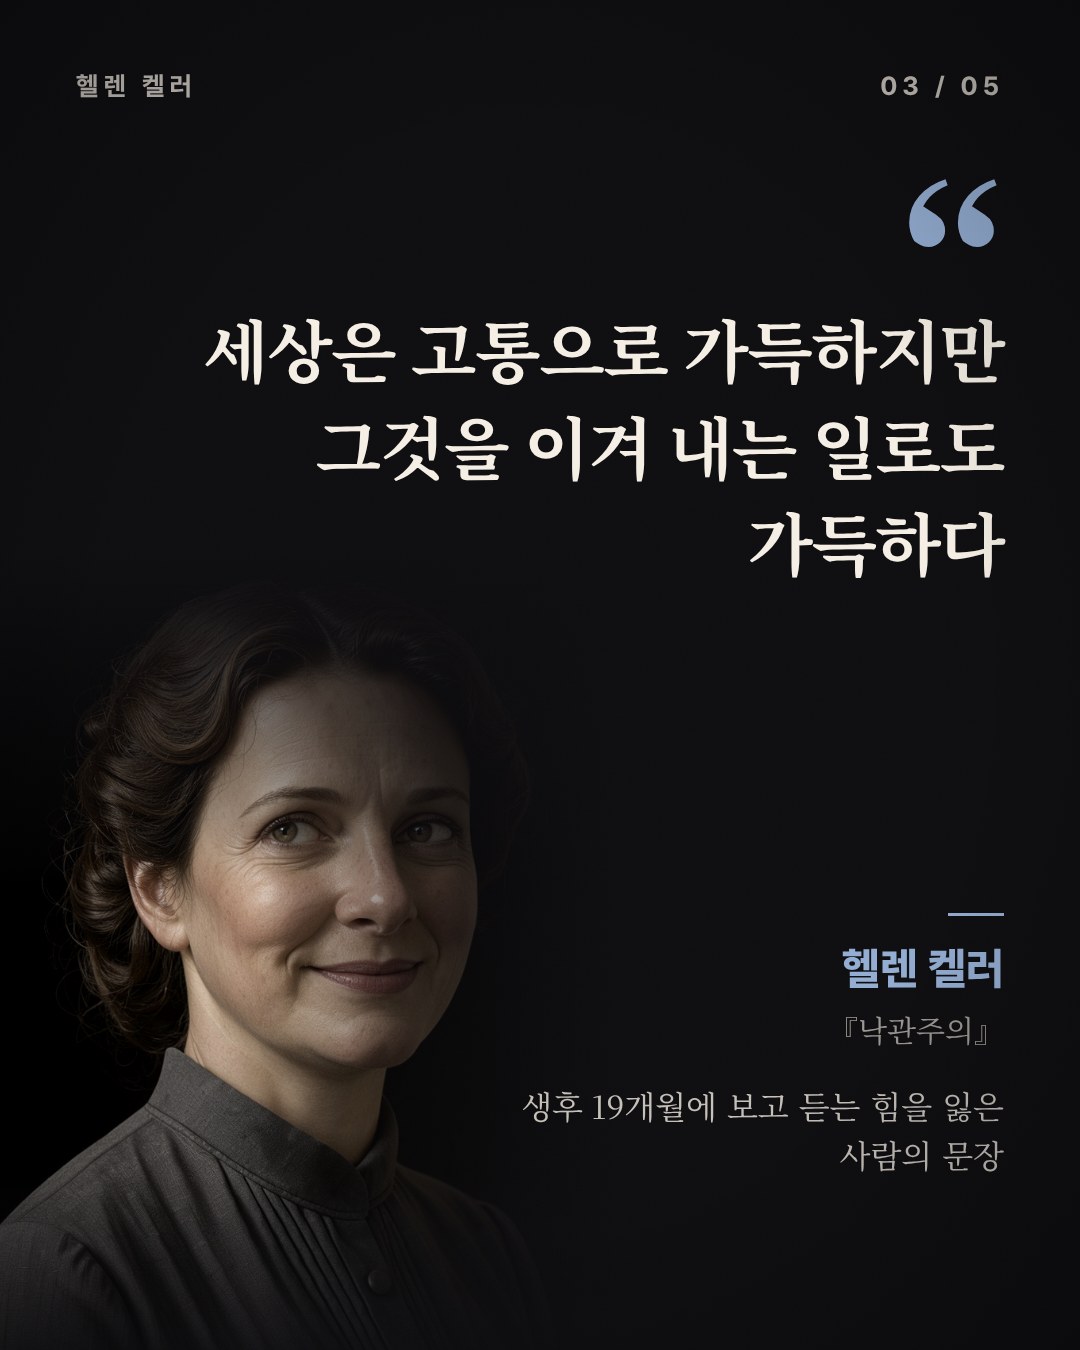 헬렌 켈러
03 / 05
“
세상은 고통으로 가득하지만
그것을 이겨 내는 일로도
가득하다
헬렌 켈러
『낙관주의』
생후 19개월에 보고 듣는 힘을 잃은
사람의 문장